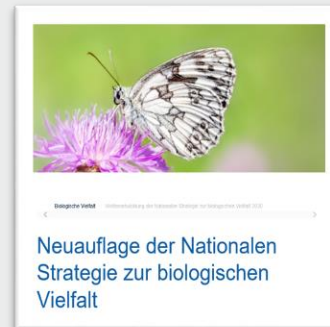 Biologische Vielfalt
Neuauflage der Nationalen
Strategie zur biologischen
Vielfalt